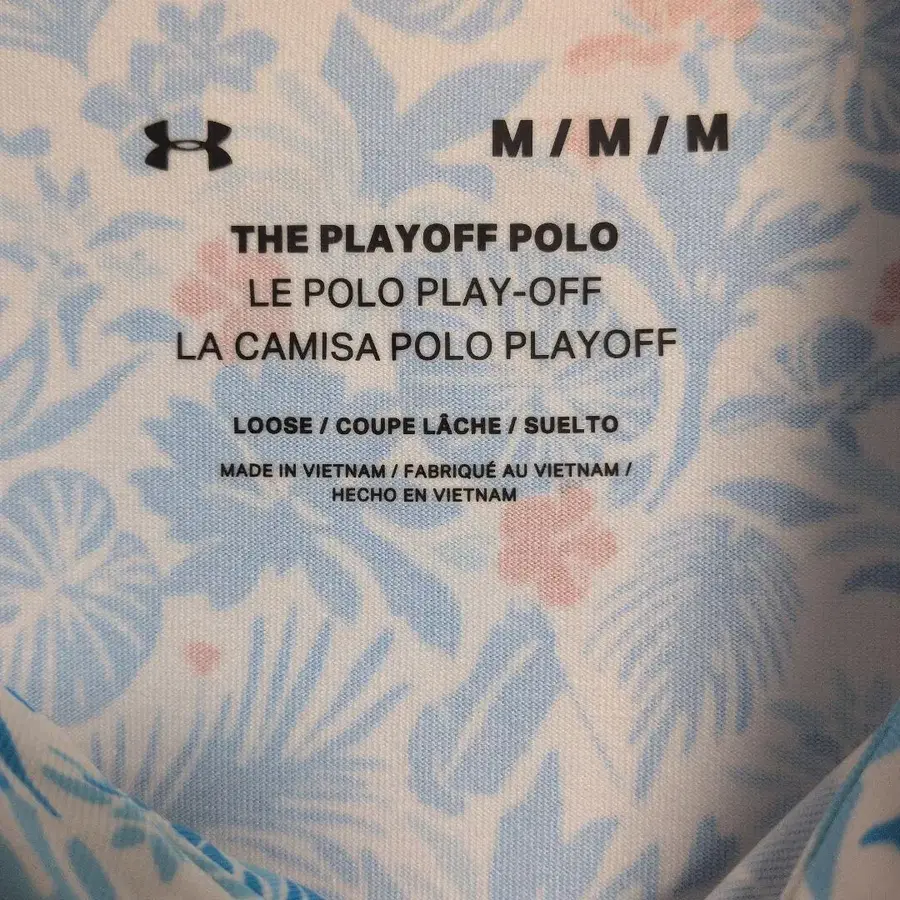 M / M / M
THE PLAYOFF POLO
LE POLO PLAY-OFF
LA CAMISA POLO PLAYOFF
LOOSE / COUPE LÂCHE / SUELTO
MADE IN VIETNAM / FABRIQUÉ AU VIETNAM /
HECHO EN VIETNAM